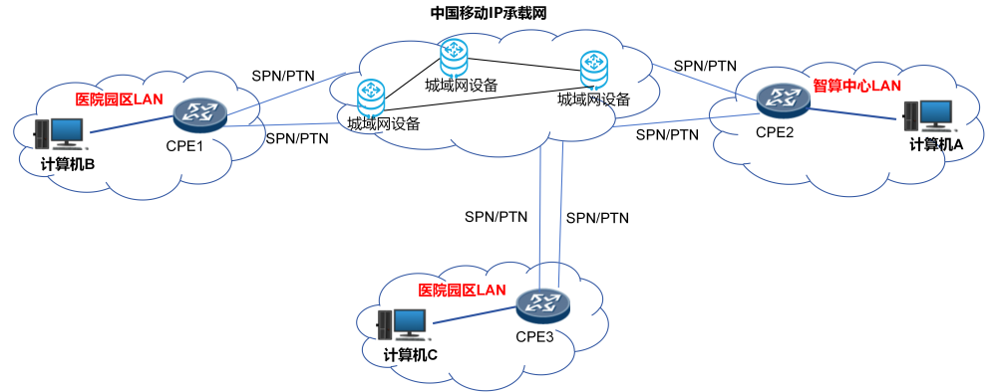 中国移动IP承载网
SPN/PTN
城域网设备
城域网设备
SPN/PTN
医院园区LAN
城域网设备
智算中心LAN
SPN/PTN
SPN/PTN
CPE1
CPE2
计算机B
计算机A
SPN/PTN
SPN/PTN
医院园区LAN
CPE3
计算机C